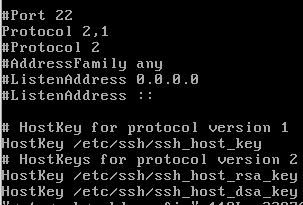 #Port 22
Protocol 2,1
#Protocol 2
#AddressFamily any
#ListenAddress 0.0.0.0
#ListenAddress ::
# HostKey for protocol version 1
HostKey /etc/ssh/ssh_host_key
# HostKeys for protocol version 2
HostKey /etc/ssh/ssh_host_rsa_key
HostKey /etc/ssh/ssh_host_dsa_key